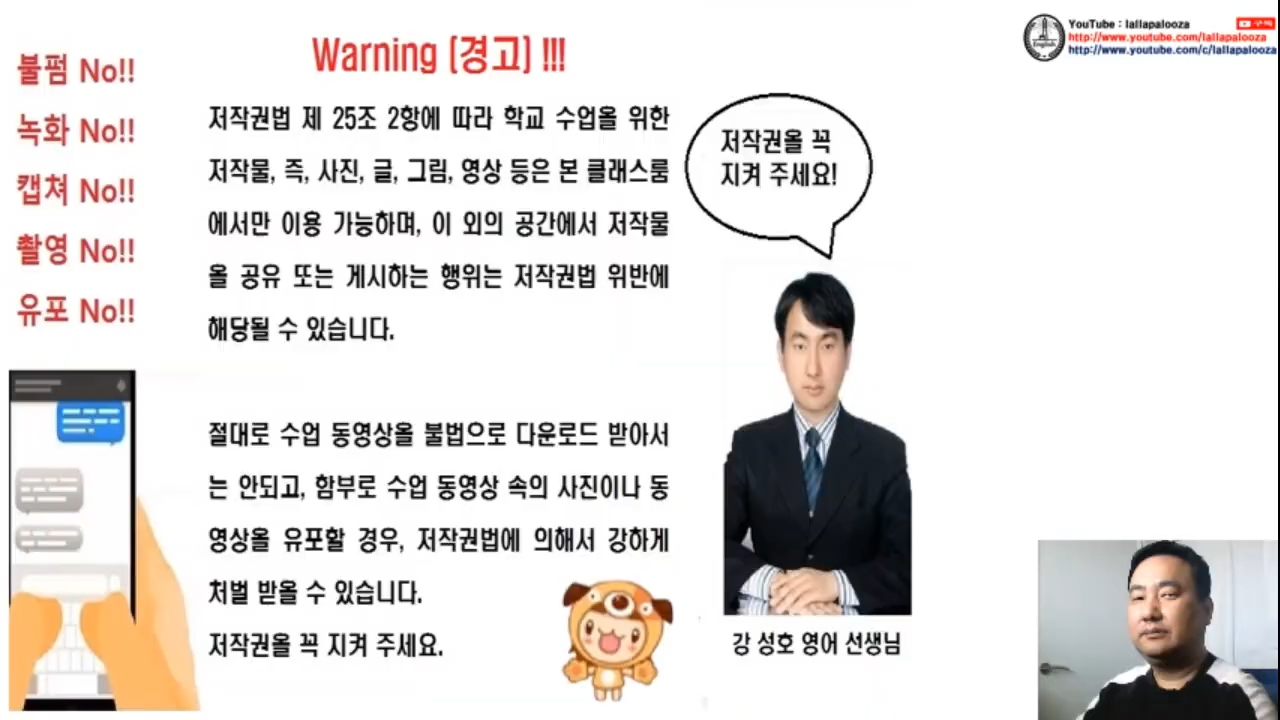 불펌 No!!
녹화 No!!
캡쳐 No!!
촬영 No!!
유포 No!!
Warning (경고) !!!
저작권법 제 25조 2항에 따라 학교 수업을 위한
저작물, 즉, 사진, 글, 그림, 영상 등은 본 클래스룸
에서만 이용 가능하며, 이 외의 공간에서 저작물
을 공유 또는 게시하는 행위는 저작권법 위반에
해당될 수 있습니다.
절대로 수업 동영상을 불법으로 다운로드 받아서
는 안되고, 함부로 수업 동영상 속의 사진이나 동
영상을 유포할 경우, 저작권법에 의해서 강하게
처벌 받을 수 있습니다.
저작권을 꼭 지켜 주세요.
저작권을 꼭
지켜 주세요!
강 성호 영어 선생님
English
YouTube : lallapalooza
구독
http://www.youtube.com/lallapalooza
http://www.youtube.com/c/lallapalooza